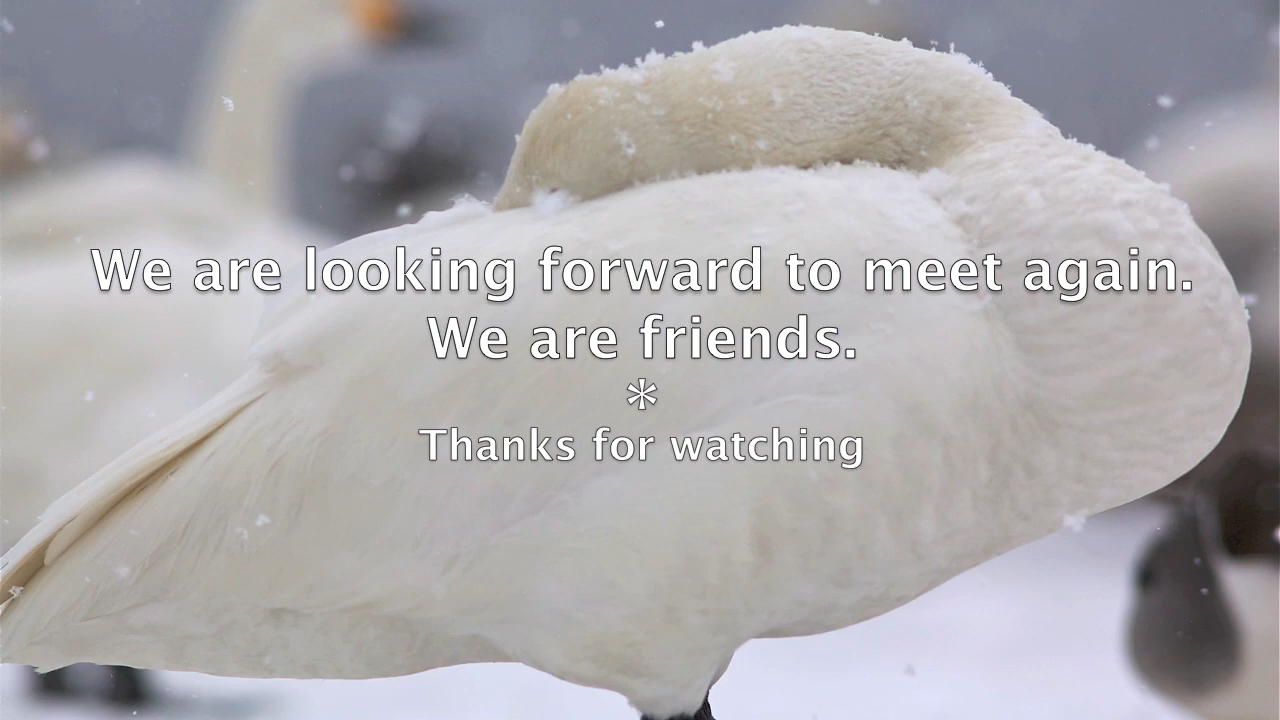 We are looking forward to meet again.
We are friends.
*
Thanks for watching